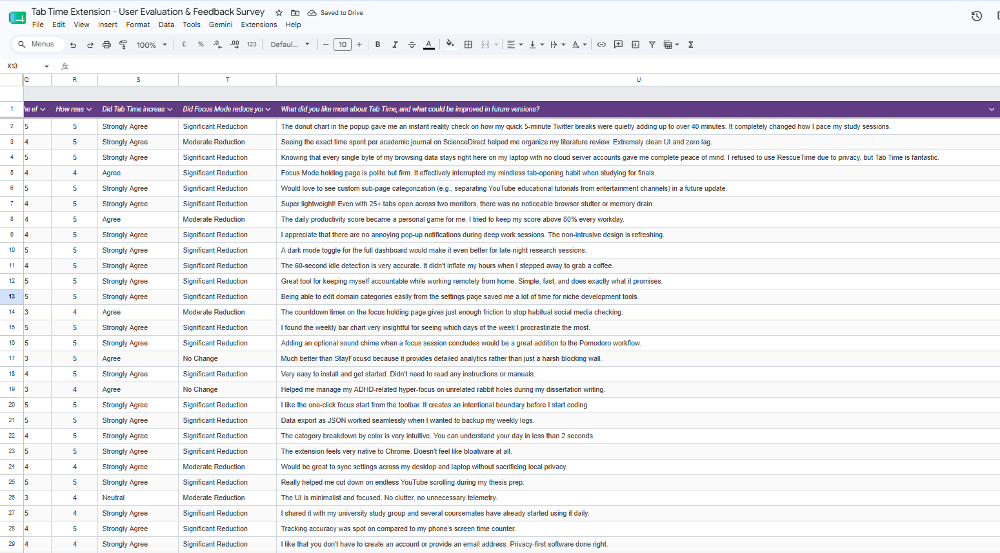 Tab Time Extension - User Evaluation & Feedback Survey Saved to Drive
File Edit View Insert Format Data Tools Gemini Extensions Help
Menus 100% £ % .0 .00 123 Defaul... 10 B I A Σ
X13 fx
Q R S T U
1 he ef How reas Did Tab Time increas Did Focus Mode reduce you What did you like most about Tab Time, and what could be improved in future versions?
2 5 5 Strongly Agree Significant Reduction The donut chart in the popup gave me an instant reality check on how my quick 5-minute Twitter breaks were quietly adding up to over 40 minutes. It completely changed how I pace my study sessions.
3 4 5 Strongly Agree Moderate Reduction Seeing the exact time spent per academic journal on ScienceDirect helped me organize my literature review. Extremely clean UI and zero lag.
4 5 5 Strongly Agree Significant Reduction Knowing that every single byte of my browsing data stays right here on my laptop with no cloud server accounts gave me complete peace of mind. I refused to use RescueTime due to privacy, but Tab Time is fantastic.
5 4 4 Agree Significant Reduction Focus Mode holding page is polite but firm. It effectively interrupted my mindless tab-opening habit when studying for finals.
6 5 5 Strongly Agree Significant Reduction Would love to see custom sub-page categorization (e.g., separating YouTube educational tutorials from entertainment channels) in a future update.
7 4 5 Strongly Agree Significant Reduction Super lightweight! Even with 25+ tabs open across two monitors, there was no noticeable browser stutter or memory drain.
8 4 5 Agree Moderate Reduction The daily productivity score became a personal game for me. I tried to keep my score above 80% every workday.
9 4 5 Strongly Agree Significant Reduction I appreciate that there are no annoying pop-up notifications during deep work sessions. The non-intrusive design is refreshing.
10 5 5 Strongly Agree Significant Reduction A dark mode toggle for the full dashboard would make it even better for late-night research sessions.
11 4 5 Strongly Agree Significant Reduction The 60-second idle detection is very accurate. It didn't inflate my hours when I stepped away to grab a coffee.
12 5 5 Strongly Agree Significant Reduction Great tool for keeping myself accountable while working remotely from home. Simple, fast, and does exactly what it promises.
13 5 5 Strongly Agree Significant Reduction Being able to edit domain categories easily from the settings page saved me a lot of time for niche development tools.
14 3 4 Agree Moderate Reduction The countdown timer on the focus holding page gives just enough friction to stop habitual social media checking.
15 5 5 Strongly Agree Significant Reduction I found the weekly bar chart very insightful for seeing which days of the week I procrastinate the most.
16 5 5 Strongly Agree Significant Reduction Adding an optional sound chime when a focus session concludes would be a great addition to the Pomodoro workflow.
17 3 5 Agree No Change Much better than StayFocusd because it provides detailed analytics rather than just a harsh blocking wall.
18 4 5 Strongly Agree Significant Reduction Very easy to install and get started. Didn't need to read any instructions or manuals.
19 3 4 Agree No Change Helped me manage my ADHD-related hyper-focus on unrelated rabbit holes during my dissertation writing.
20 5 5 Strongly Agree Significant Reduction I like the one-click focus start from the toolbar. It creates an intentional boundary before I start coding.
21 5 5 Strongly Agree Significant Reduction Data export as JSON worked seamlessly when I wanted to backup my weekly logs.
22 4 5 Strongly Agree Significant Reduction The category breakdown by color is very intuitive. You can understand your day in less than 2 seconds.
23 5 5 Strongly Agree Significant Reduction The extension feels very native to Chrome. Doesn't feel like bloatware at all.
24 4 4 Strongly Agree Moderate Reduction Would be great to sync settings across my desktop and laptop without sacrificing local privacy.
25 5 5 Strongly Agree Significant Reduction Really helped me cut down on endless YouTube scrolling during my thesis prep.
26 3 4 Neutral Moderate Reduction The UI is minimalist and focused. No clutter, no unnecessary telemetry.
27 5 4 Strongly Agree Significant Reduction I shared it with my university study group and several coursemates have already started using it daily.
28 4 5 Strongly Agree Significant Reduction Tracking accuracy was spot on compared to my phone's screen time counter.
29 4 4 Strongly Agree Significant Reduction I like that you don't have to create an account or provide an email address. Privacy-first software done right.